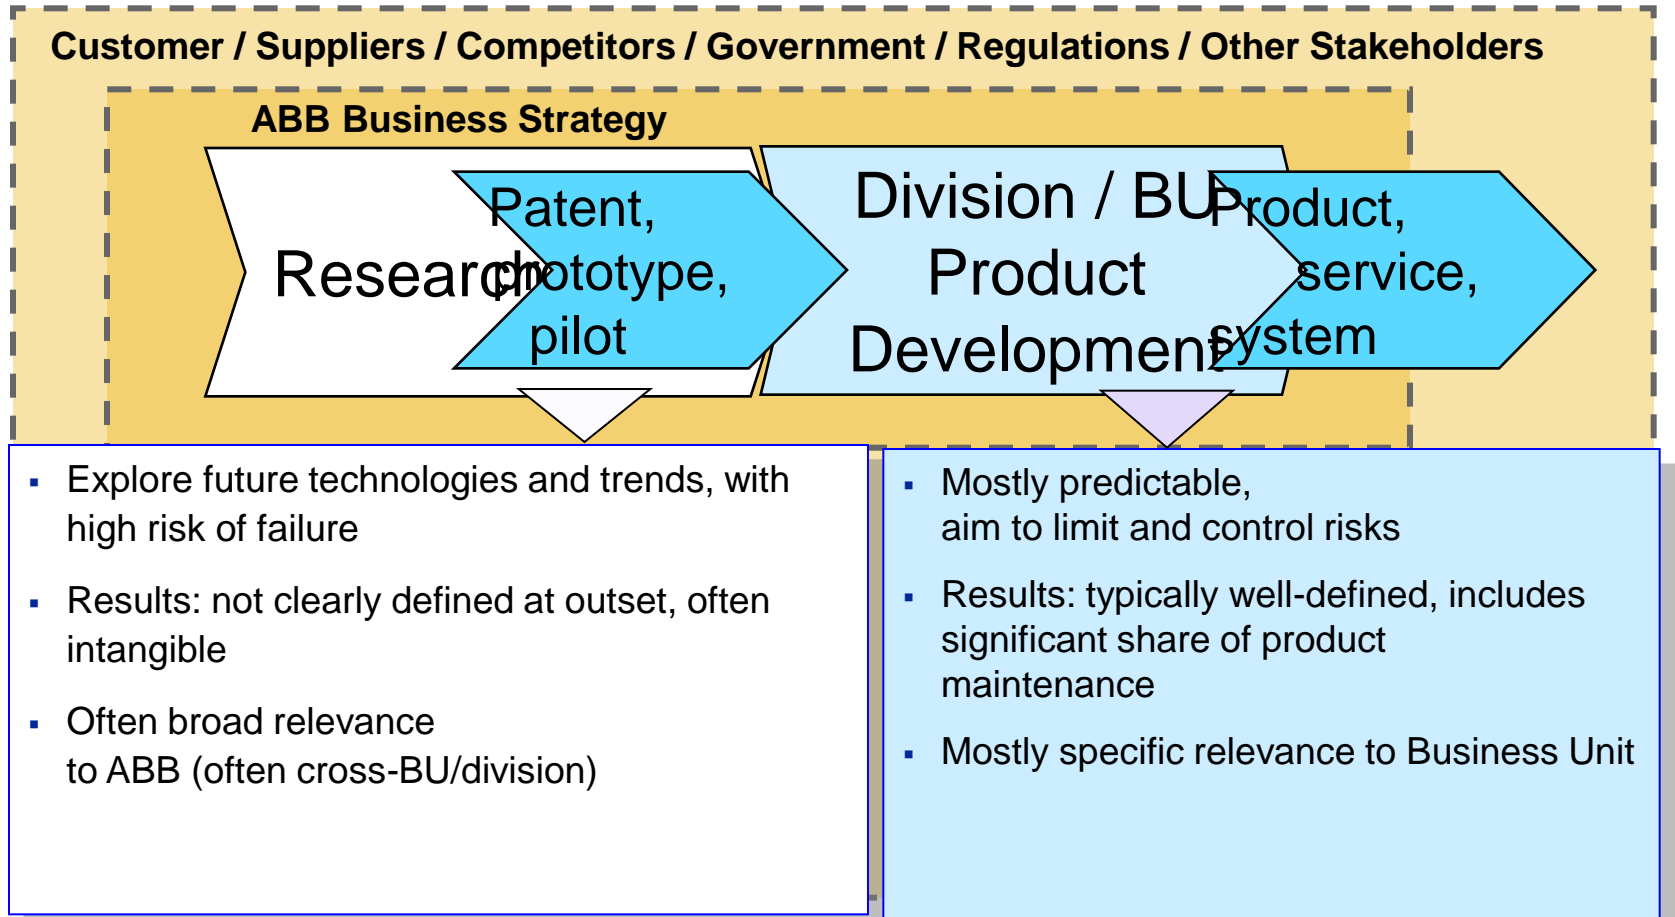 Customer / Suppliers / Competitors / Government / Regulations / Other Stakeholders
ABB Business Strategy
Research
Patent,
prototype,
pilot
Division / BU
Product
Development
Product,
service,
system
▪ Explore future technologies and trends, with
high risk of failure
▪ Results: not clearly defined at outset, often
intangible
▪ Often broad relevance
to ABB (often cross-BU/division)
▪ Mostly predictable,
aim to limit and control risks
▪ Results: typically well-defined, includes
significant share of product
maintenance
▪ Mostly specific relevance to Business Unit